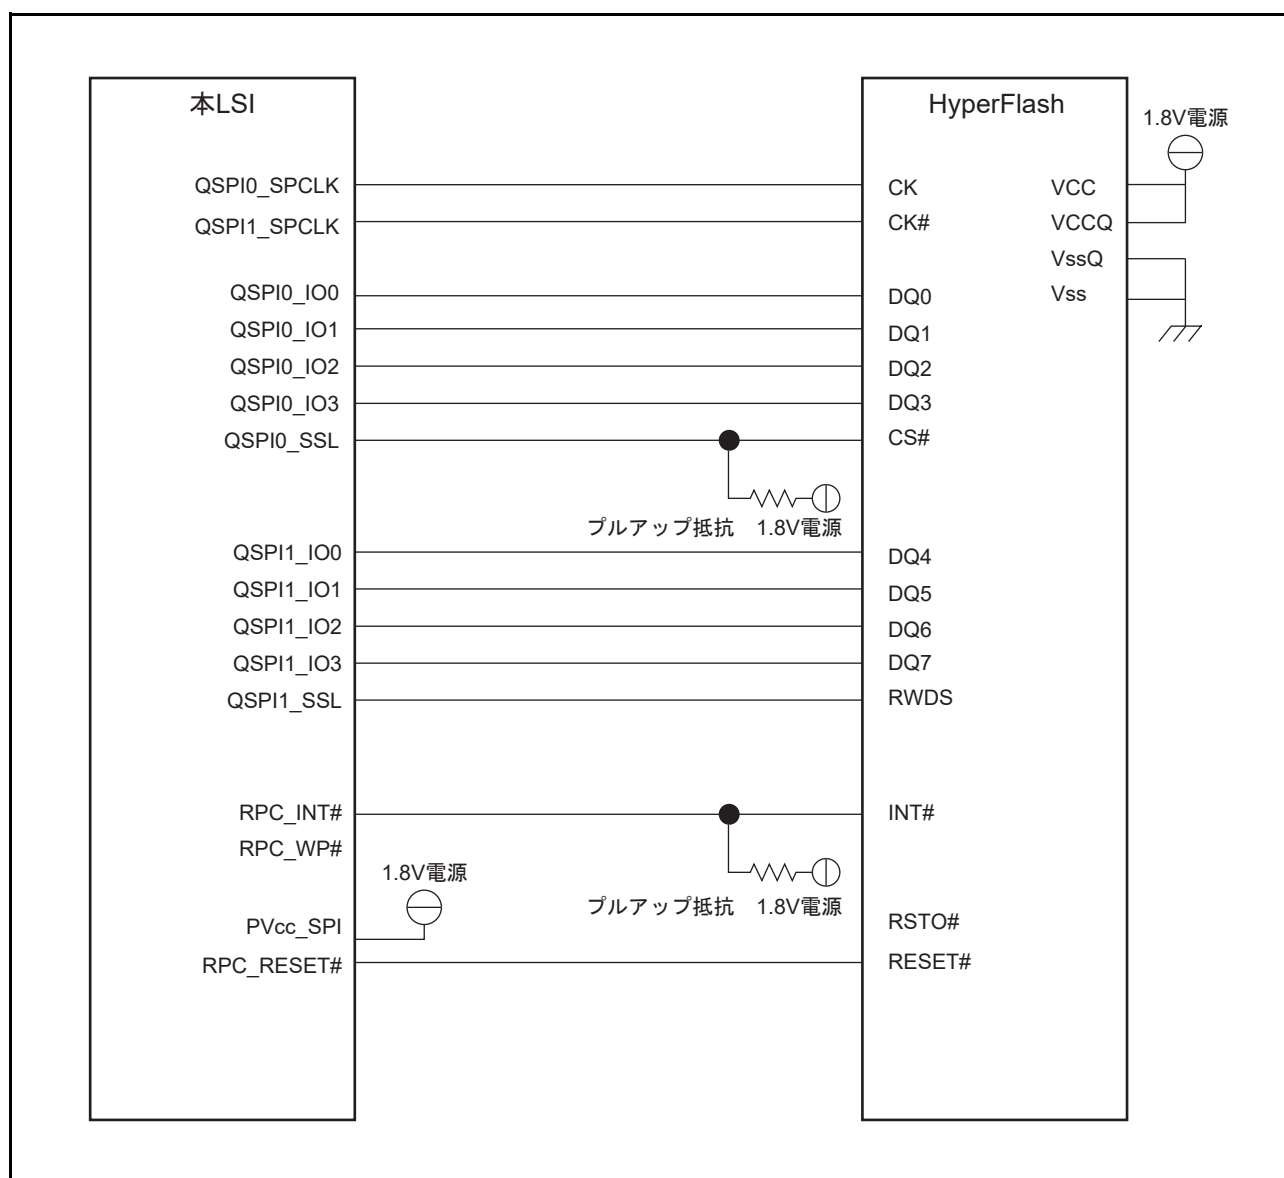 本LSI
HyperFlash
1.8V電源
QSPI0_SPCLK
CK
VCC
QSPI1_SPCLK
CK#
VCCQ
VssQ
QSPI0_IO0
DQ0
Vss
QSPI0_IO1
DQ1
QSPI0_IO2
DQ2
QSPI0_IO3
DQ3
QSPI0_SSL
CS#
プルアップ抵抗 1.8V電源
QSPI1_IO0
DQ4
QSPI1_IO1
DQ5
QSPI1_IO2
DQ6
QSPI1_IO3
DQ7
QSPI1_SSL
RWDS
RPC_INT#
INT#
RPC_WP#
1.8V電源
プルアップ抵抗 1.8V電源
PVcc_SPI
RSTO#
RPC_RESET#
RESET#